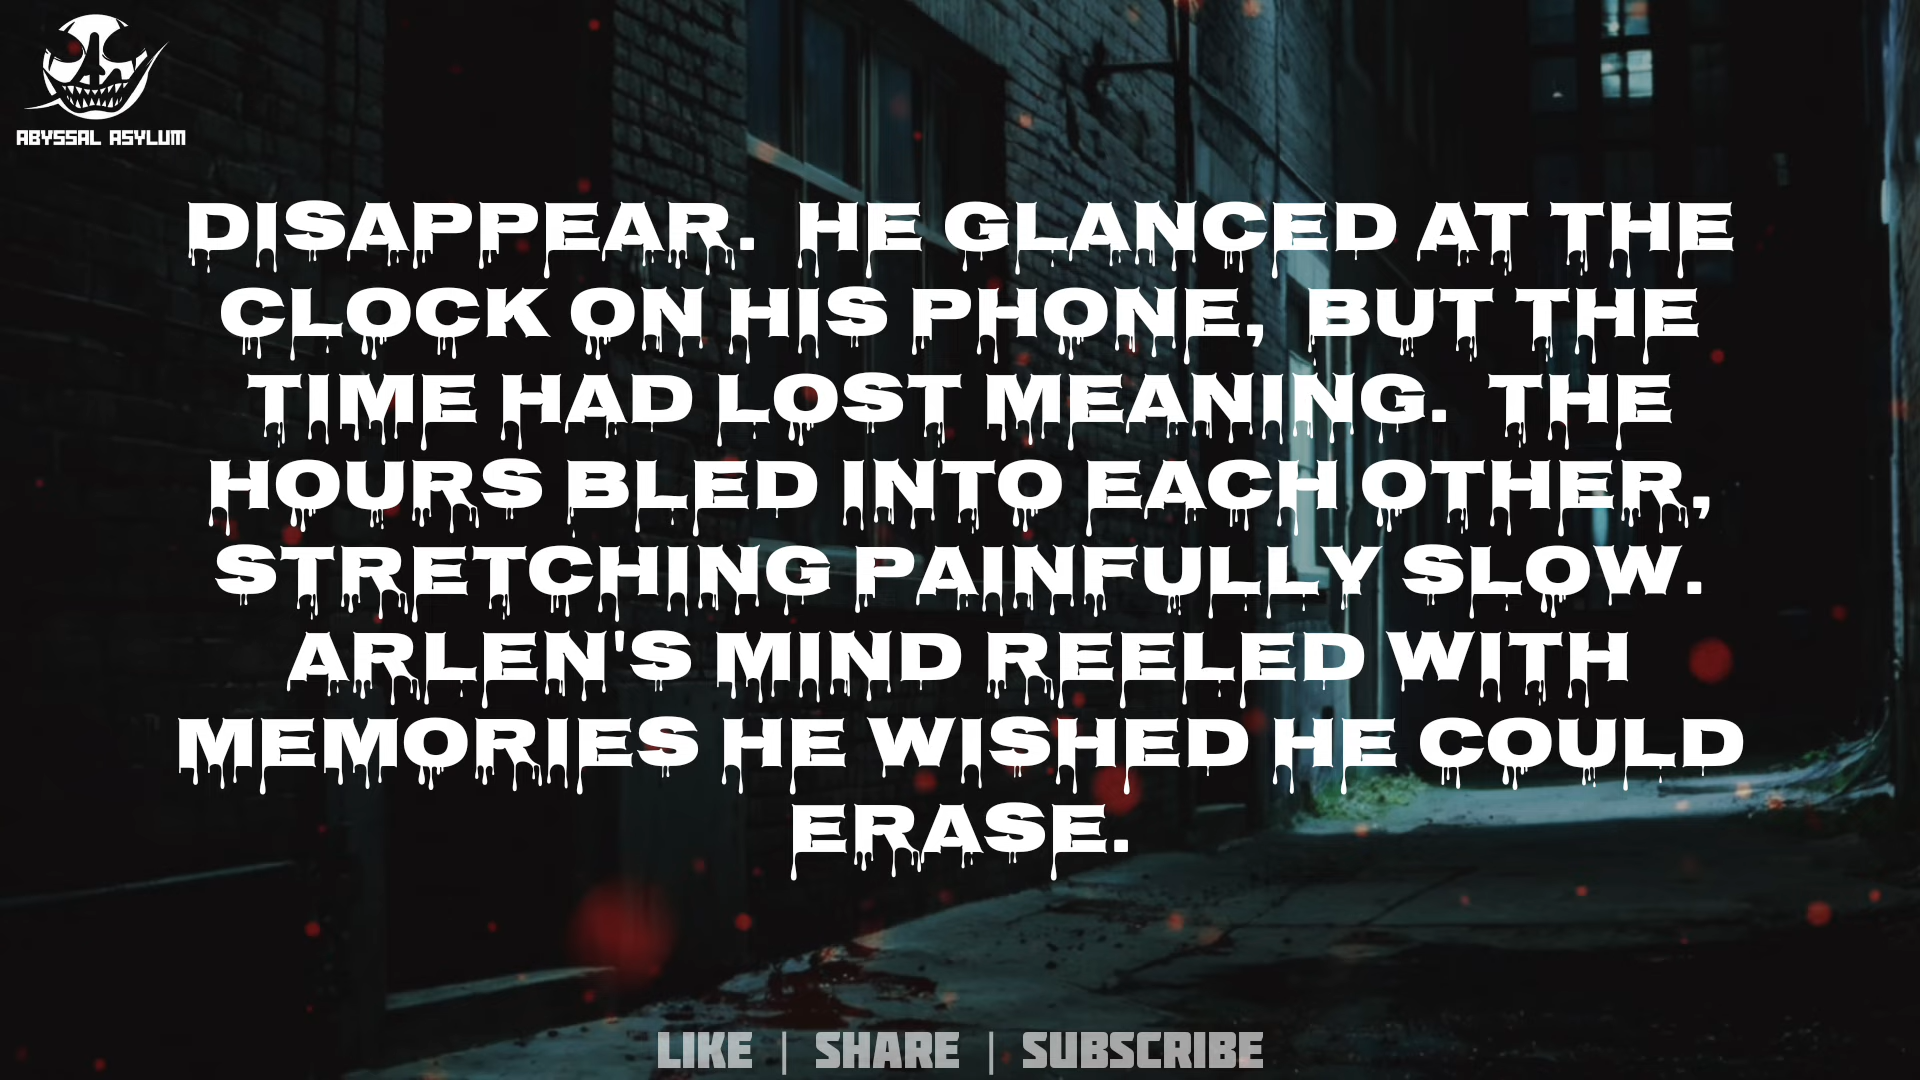 ABYSSAL ASYLUM
DISAPPEAR. HE GLANCED AT THE
CLOCK ON HIS PHONE, BUT THE
TIME HAD LOST MEANING. THE
HOURS BLED INTO EACH OTHER,
STRETCHING PAINFULLY SLOW.
ARLEN'S MIND REELED WITH
MEMORIES HE WISHED HE COULD
ERASE.
LIKE | SHARE | SUBSCRIBE